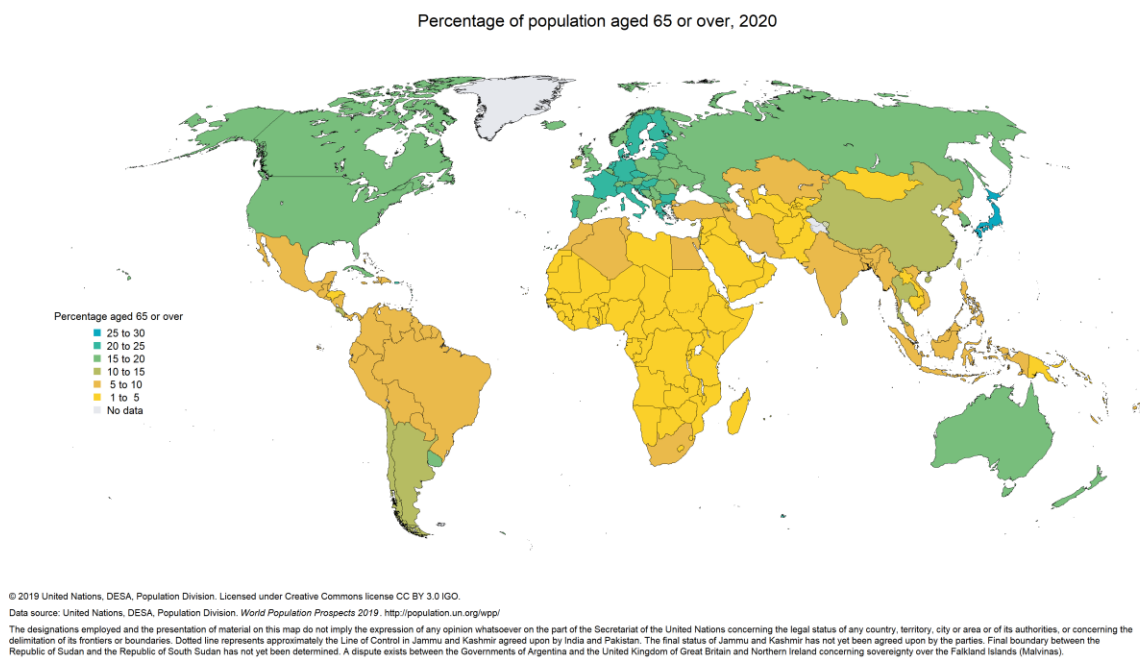 Percentage of population aged 65 or over, 2020
Percentage aged 65 or over
25 to 30
20 to 25
15 to 20
10 to 15
5 to 10
1 to 5
No data
© 2019 United Nations, DESA, Population Division. Licensed under Creative Commons license CC BY 3.0 IGO.
Data source: United Nations, DESA, Population Division. World Population Prospects 2019. http://population.un.org/wpp/
The designations employed and the presentation of material on this map do not imply the expression of any opinion whatsoever on the part of the Secretariat of the United Nations concerning the legal status of any country, territory, city or area or of its authorities, or concerning the
delimitation of its frontiers or boundaries. Dotted line represents approximately the Line of Control in Jammu and Kashmir agreed upon by India and Pakistan. The final status of Jammu and Kashmir has not yet been agreed upon by the parties. Final boundary between the
Republic of Sudan and the Republic of South Sudan has not yet been determined. A dispute exists between the Governments of Argentina and the United Kingdom of Great Britain and Northern Ireland concerning sovereignty over the Falkland Islands (Malvinas).